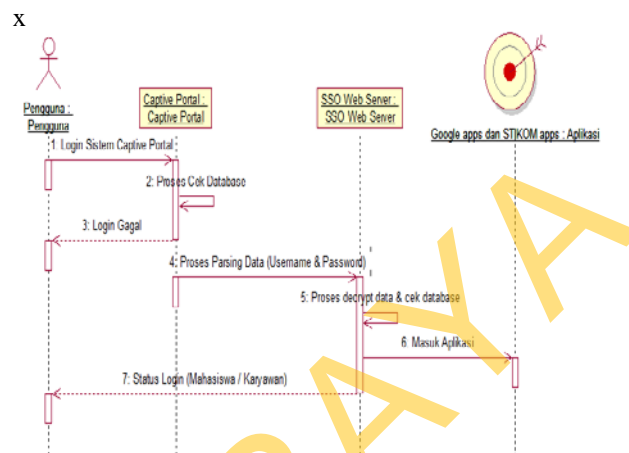 x
Pengguna :
Pengguna
Captive Portal :
Captive Portal
SSO Web Server :
SSO Web Server
Google apps dan STIKOM apps : Aplikasi
1. Login Sistem Captive Portal
2: Proses Cek Database
3: Login Gagal
4: Proses Parsing Data (Username & Password)
5: Proses decrypt data & cek database
6. Masuk Aplikasi
7: Status Login (Mahasiswa / Karyawan)